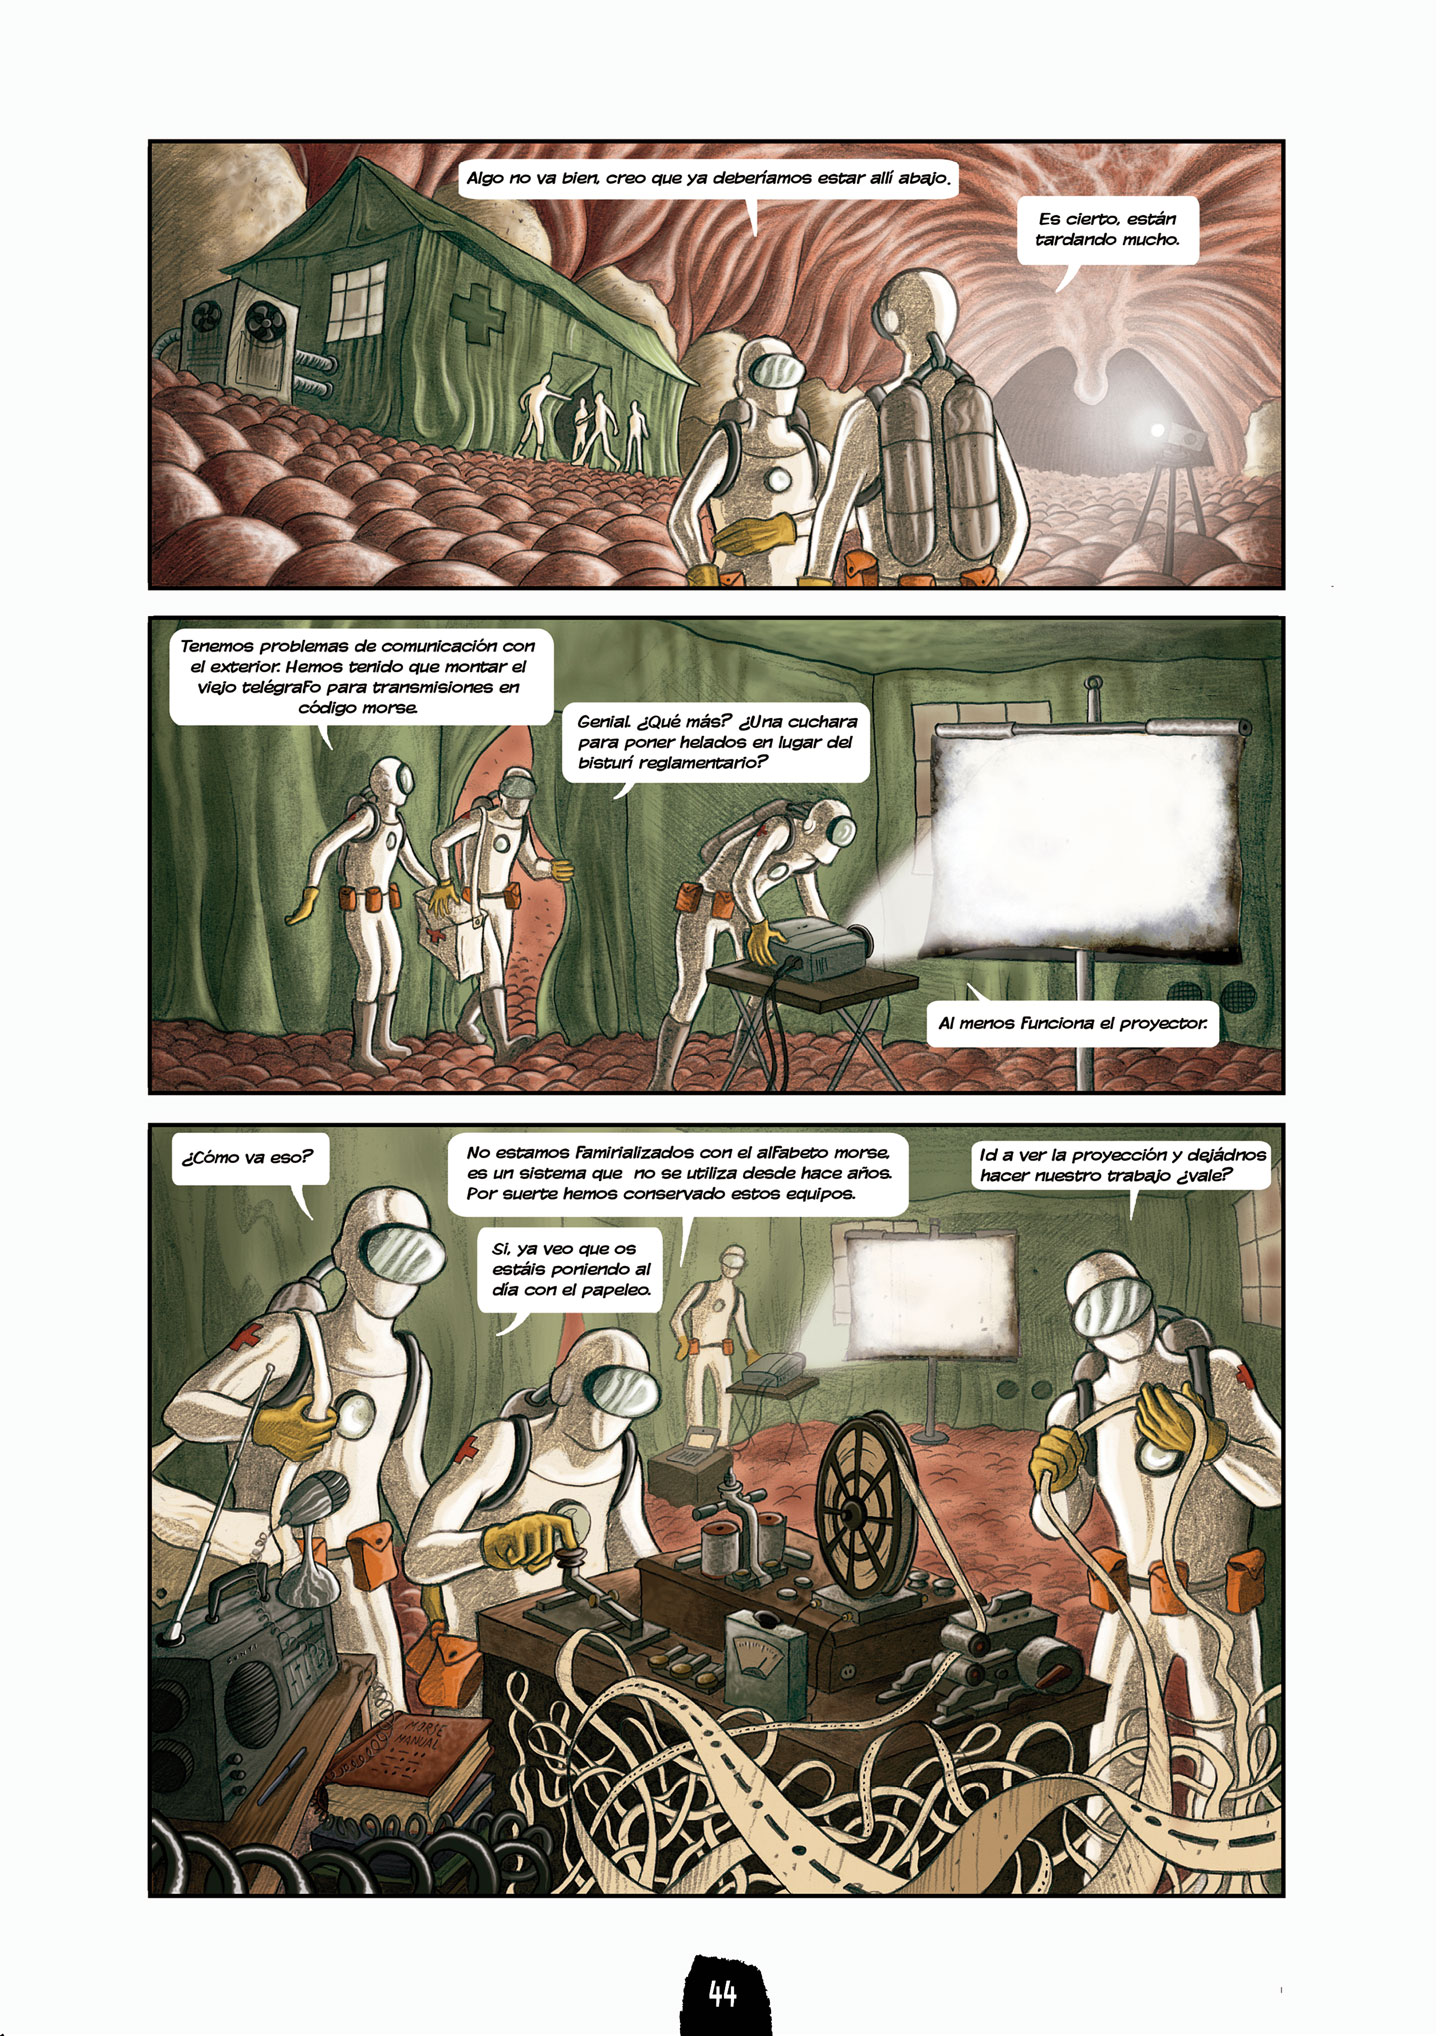 Algo no va bien, creo que ya deberíamos estar allí abajo.
Es cierto, están
tardando mucho.
Tenemos problemas de comunicación con
el exterior. Hemos tenido que montar el
viejo telégrafo para transmisiones en
código morse.
Genial. ¿Qué más? ¿Una cuchara
para poner helados en lugar del
bisturí reglamentario?
Al menos funciona el proyector.
¿Cómo va eso?
No estamos famirializados con el alfabeto morse,
es un sistema que no se utiliza desde hace años.
Por suerte hemos conservado estos equipos.
Si, ya veo que os
estáis poniendo al
día con el papeleo.
Id a ver la proyección y dejádnos
hacer nuestro trabajo ¿vale?
MORSE
MANUAL
44